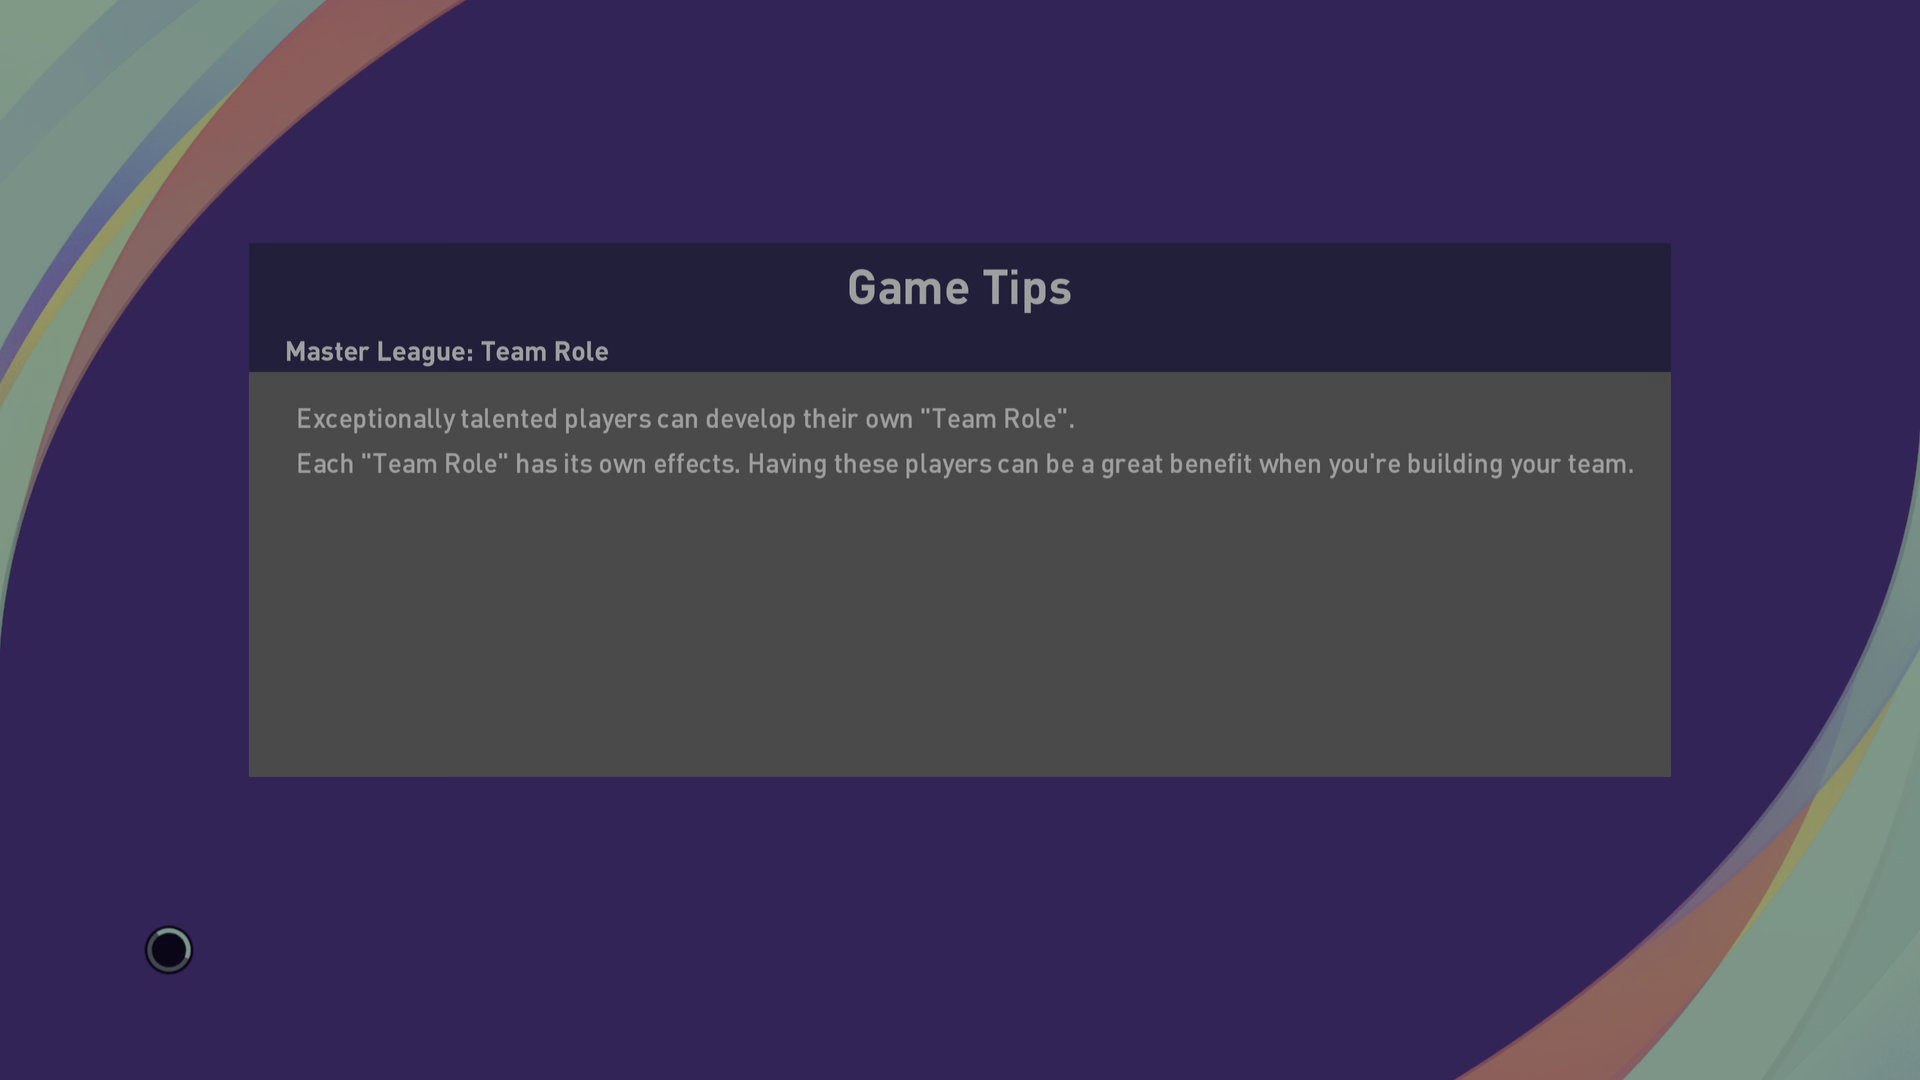 Game Tips
Master League: Team Role
Exceptionally talented players can develop their own "Team Role".
Each "Team Role" has its own effects. Having these players can be a great benefit when you're building your team.